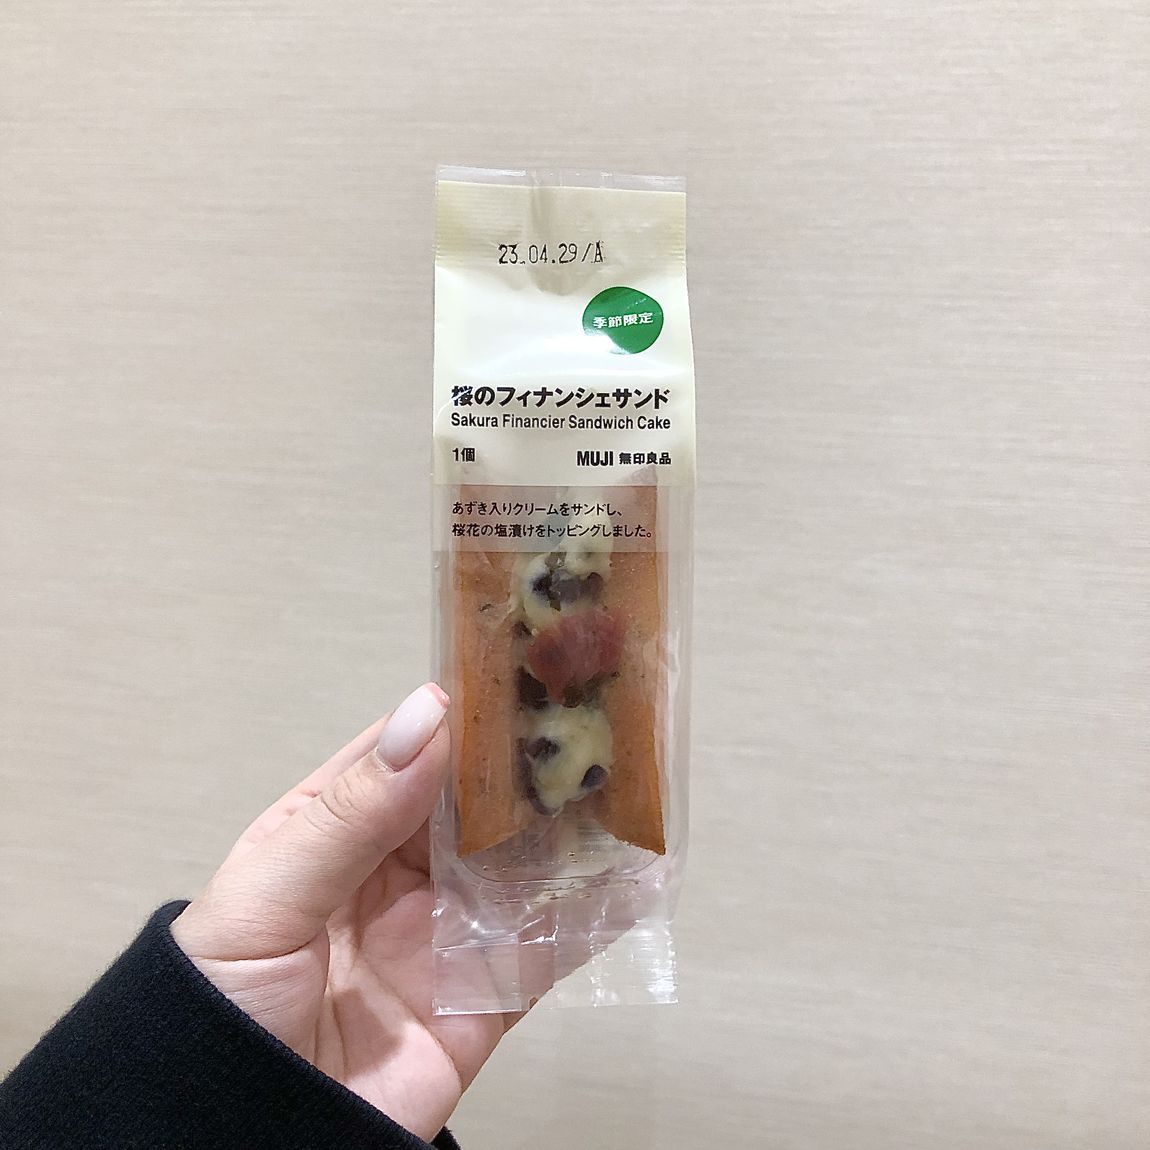 23.04.29/A
季節限定
桜のフィナンシェサンド
Sakura Financier Sandwich Cake
1個
MUJI 無印良品
あずき入りクリームをサンドし、
桜花の塩漬けをトッピングしました。